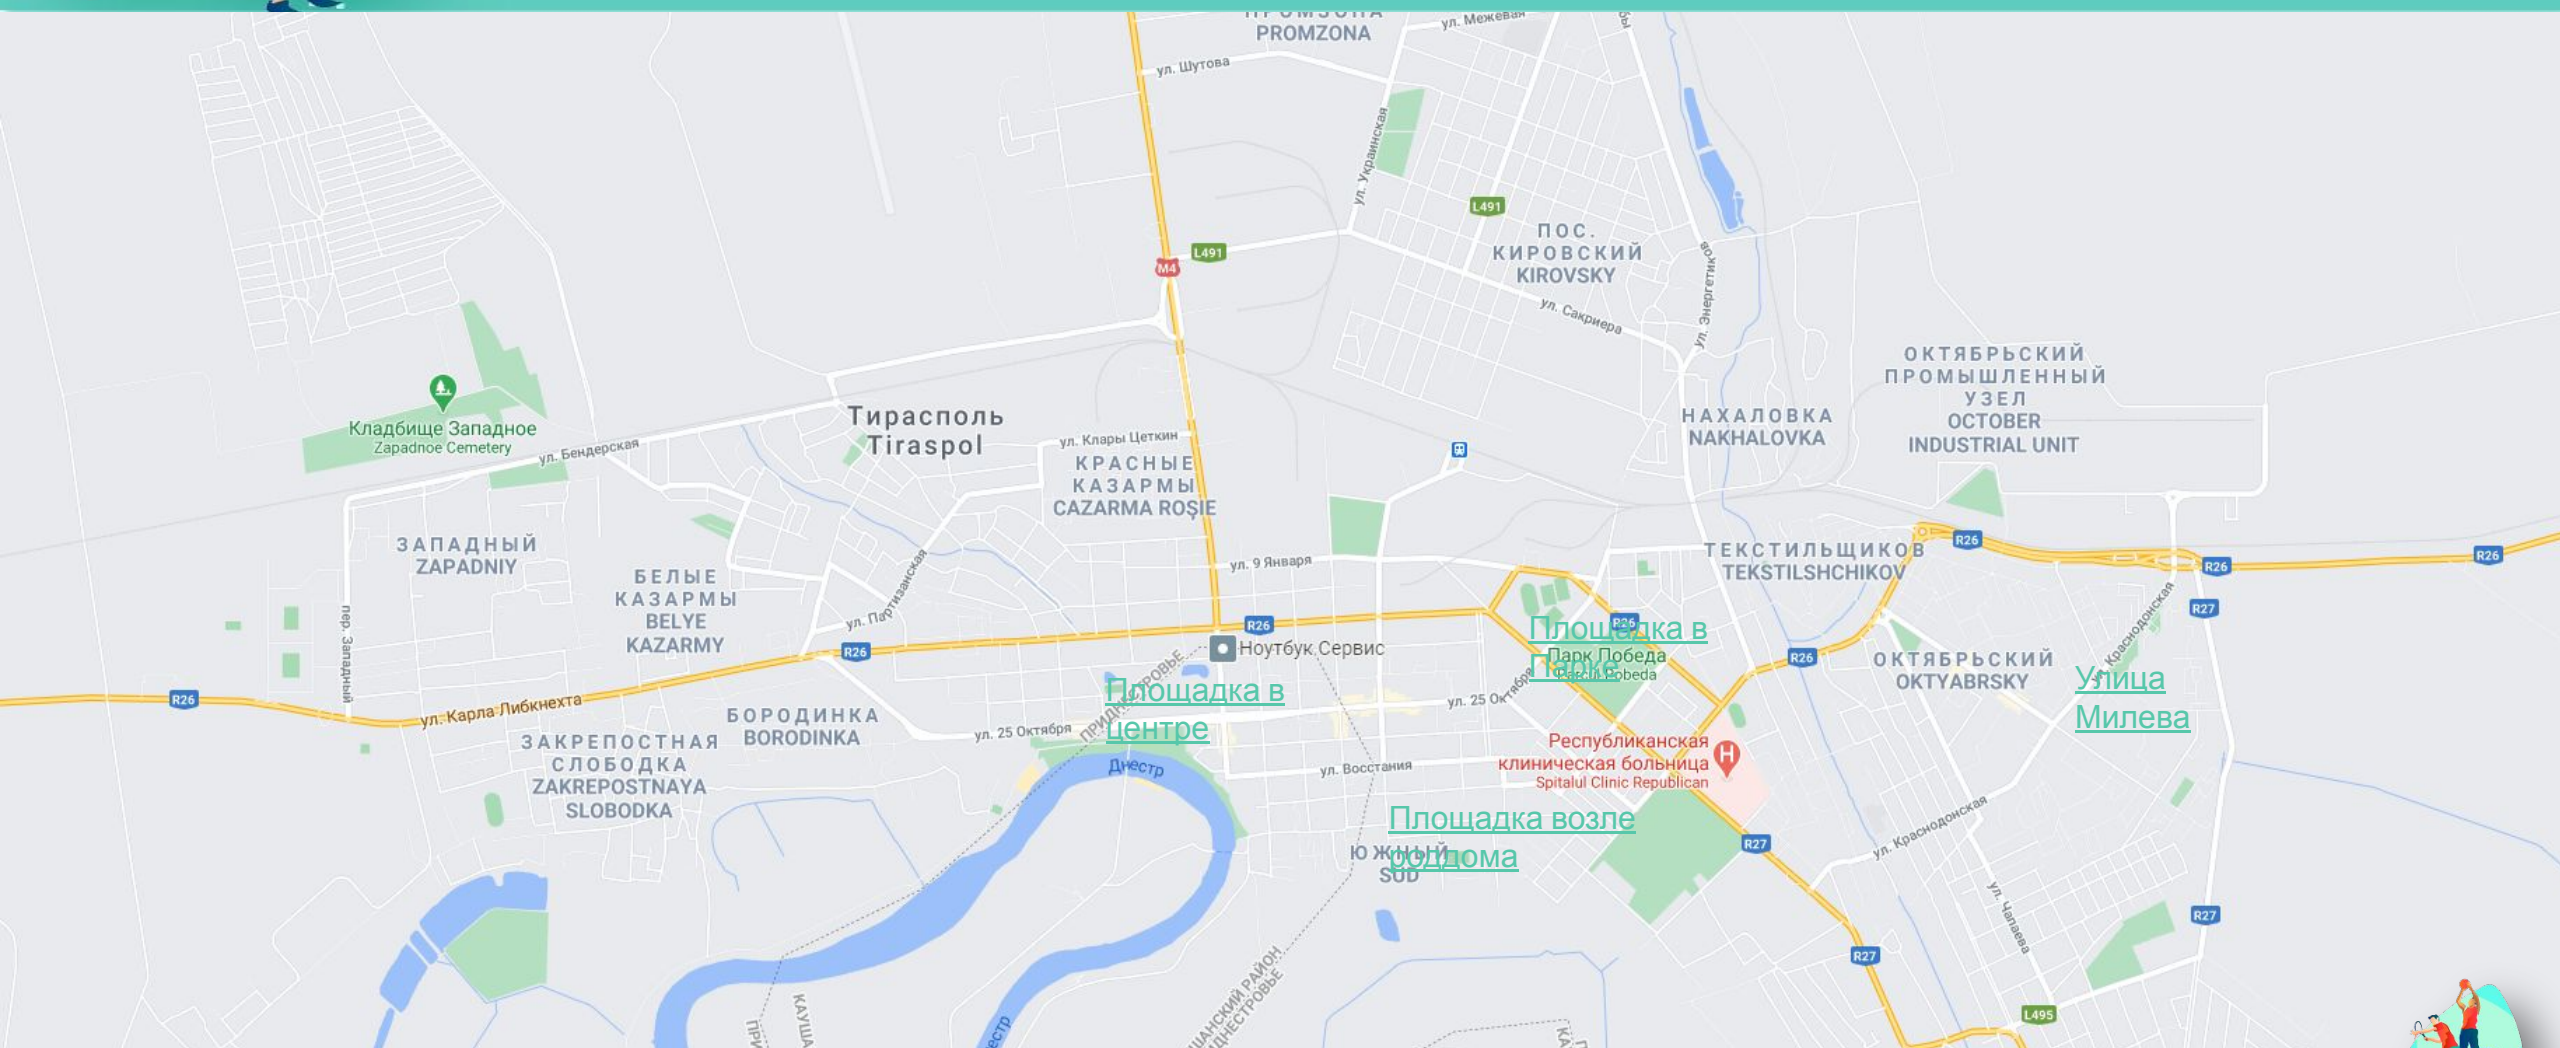 ПРОМЗОНА
PROMZONA
ул. Межевая
ул. Шутова
ул. Украинская
L491
L491
M4
ПОС.
КИРОВСКИЙ
KIROVSKY
ул. Сакриера
ул. Энергетиков
ОКТЯБРЬСКИЙ
ПРОМЫШЛЕННЫЙ
УЗЕЛ
OCTOBER
INDUSTRIAL UNIT
НАХАЛОВКА
NAKHALOVKA
Кладбище Западное
Zapadnoe Cemetery
ул. Бендерская
Тирасполь
Tiraspol
ул. Клары Цеткин
КРАСНЫЕ
КАЗАРМЫ
CAZARMA ROȘIE
ЗАПАДНЫЙ
ZAPADNIY
пер. Западный
БЕЛЫЕ
КАЗАРМЫ
BELYE
KAZARMY
ул. Партизанская
ул. 9 Января
ТЕКСТИЛЬЩИКОВ
TEKSTILSHCHIKOV
R26
R26
R26
R27
ул. Краснодонская
R26
R26
R26
R26
R26
Ноутбук Сервис
Площадка в
Парке
Парк Победа
Parcul Pobeda
ОКТЯБРЬСКИЙ
OKTYABRSKY
Улица
Милева
ул. Карла Либкнехта
БОРОДИНКА
BORODINKA
ул. 25 Октября
ПРИДНЕСТРОВЬЕ
Площадка в
центре
ул. 25 Октября
Днестр
ул. Восстания
Республиканская
клиническая больница
Spitalul Clinic Republican
H
ЗАКРЕПОСТНАЯ
СЛОБОДКА
ZAKREPOSTNAYA
SLOBODKA
Площадка возле
роддома
ЮЖНЫЙ
SUD
R27
ул. Краснодонская
ул. Чапаева
R27
R27
L495